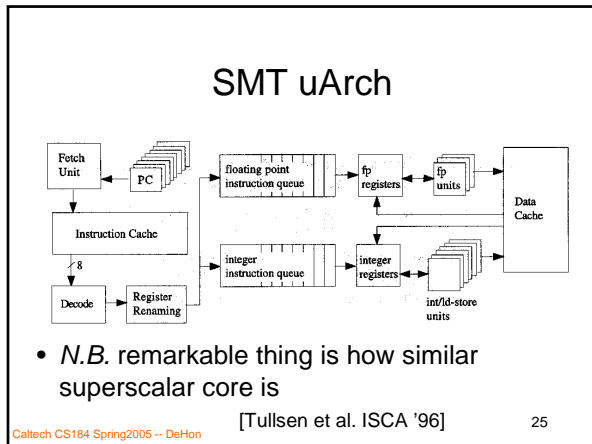 SMT uArch
Fetch
Unit
PC
Instruction Cache
8
Decode
Register
Renaming
floating point
instruction queue
integer
instruction queue
fp
registers
integer
registers
fp
units
int/ld-store
units
Data
Cache
• N.B. remarkable thing is how similar
superscalar core is
[Tullsen et al. ISCA '96]
25
Caltech CS184 Spring2005 -- DeHon